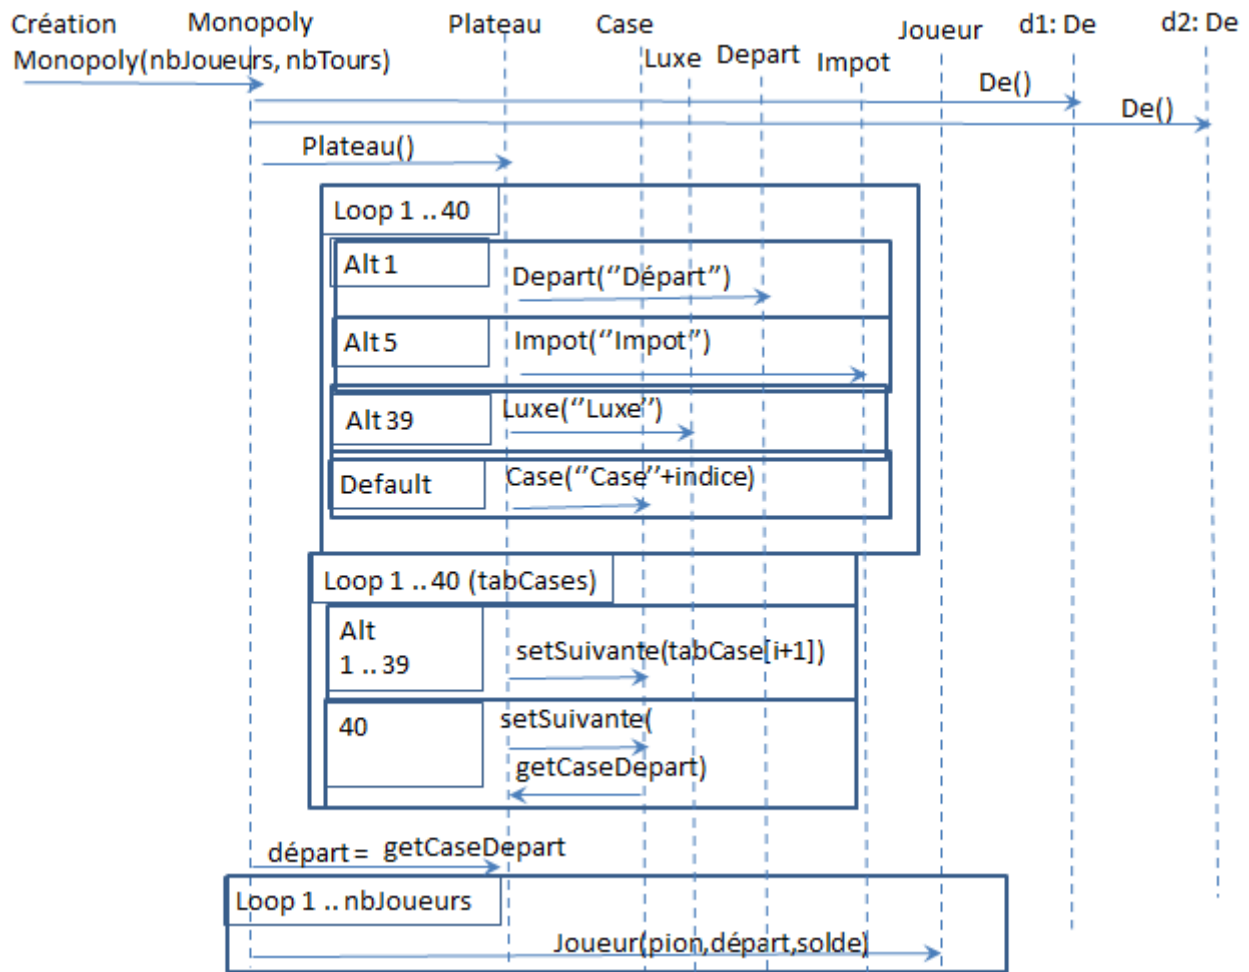 Création Monopoly Plateau Case Joueur d1: De d2: De
Monopoly(nbJoueurs, nbTours) Luxe Depart Impot
De()
De()
Plateau()
Loop 1 .. 40
Alt 1 Depart(‘’Départ’’)
Alt 5 Impot(‘’Impot’’)
Alt 39 Luxe(‘’Luxe’’)
Default Case(‘’Case’’+indice)
Loop 1 .. 40 (tabCases)
Alt
1 .. 39 setSuivante(tabCase[i+1])
40 setSuivante(
getCaseDepart)
départ = getCaseDepart
Loop 1 .. nbJoueurs
Joueur(pion,départ,solde)